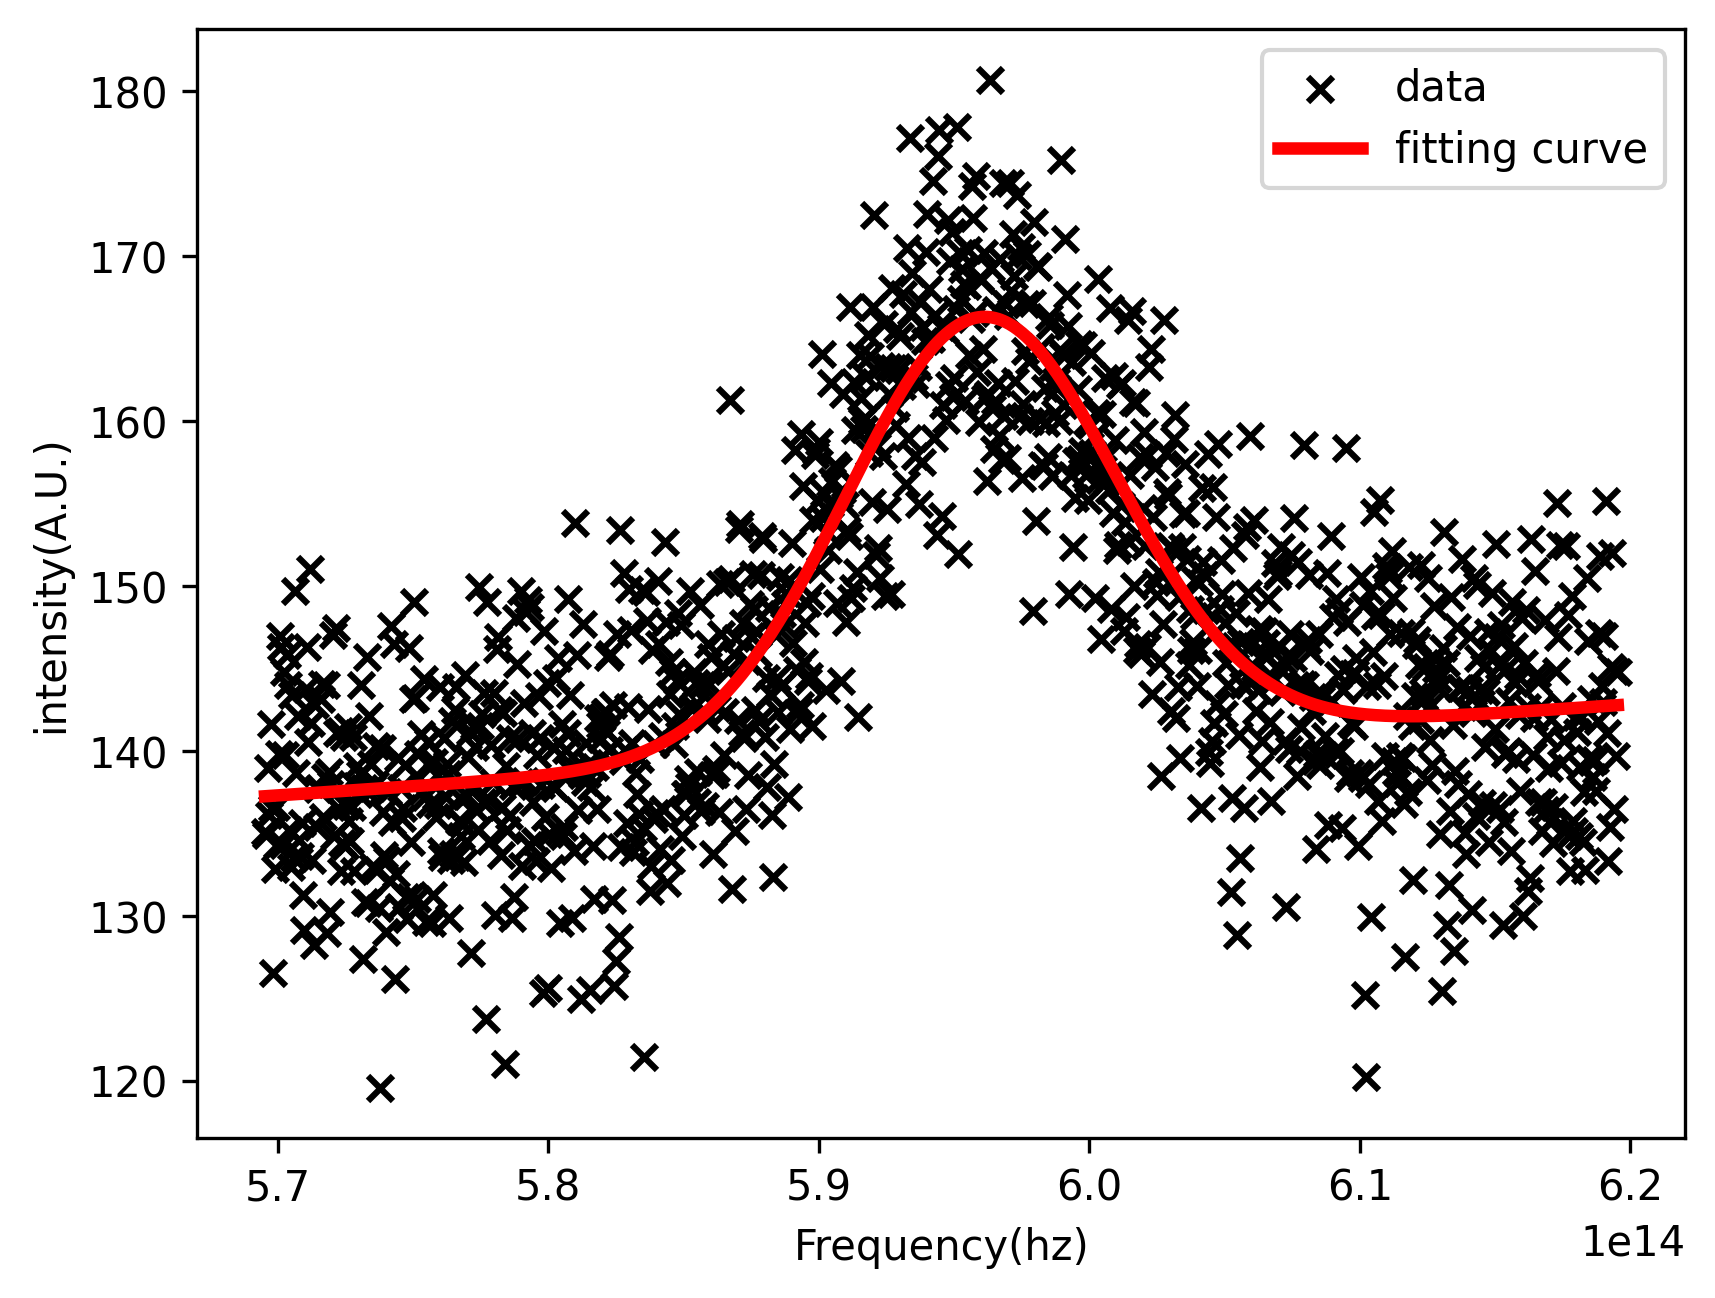 data
fitting curve
180
170
160
150
140
130
120
intensity(A.U.)
5.7 5.8 5.9 6.0 6.1 6.2
1e14
Frequency(hz)